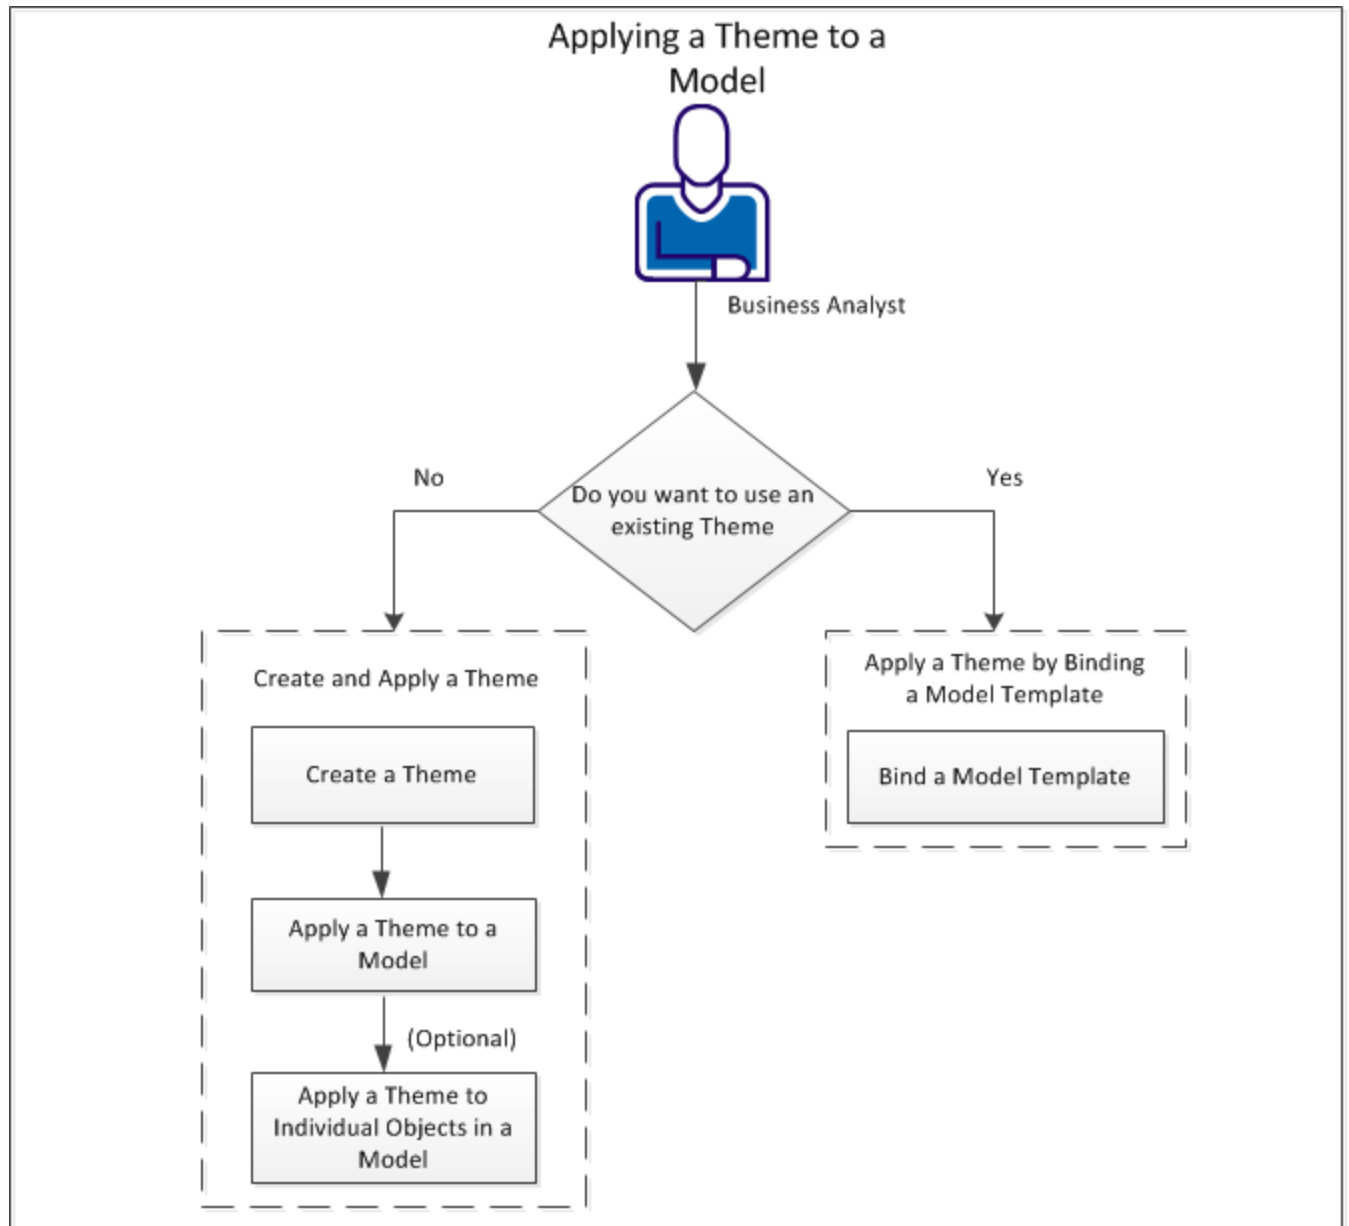 Applying a Theme to a
Model
Business Analyst
Do you want to use an
existing Theme
No
Yes
Create and Apply a Theme
Create a Theme
Apply a Theme to a
Model
(Optional)
Apply a Theme to
Individual Objects in a
Model
Apply a Theme by Binding
a Model Template
Bind a Model Template